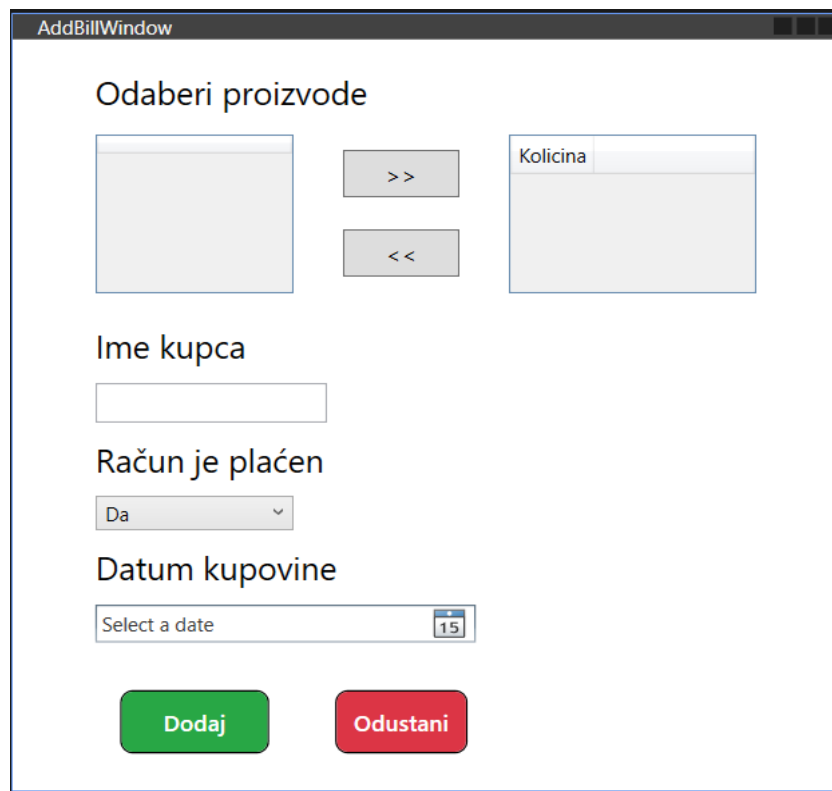 AddBillWindow
Odaberi proizvode
>>
Kolicina
<<
Ime kupca
Račun je plaćen
Da
Datum kupovine
Select a date
15
Dodaj
Odustani